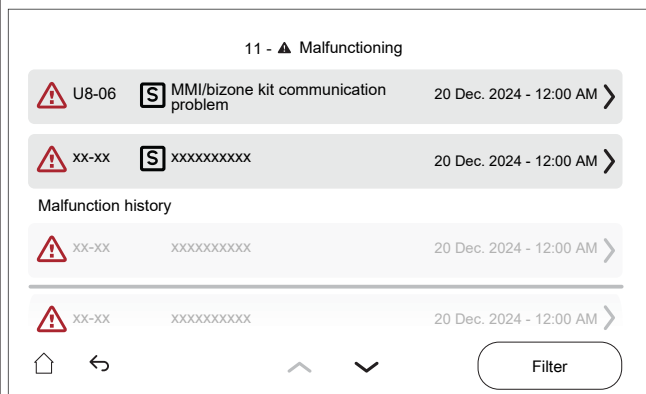 11 - Malfunctioning
U8-06 S MMI/bizone kit communication problem 20 Dec. 2024 - 12:00 AM
xx-xx S xxxxxxxxxx 20 Dec. 2024 - 12:00 AM
Malfunction history
xx-xx xxxxxxxxxx 20 Dec. 2024 - 12:00 AM
xx-xx xxxxxxxxxx 20 Dec. 2024 - 12:00 AM
Filter